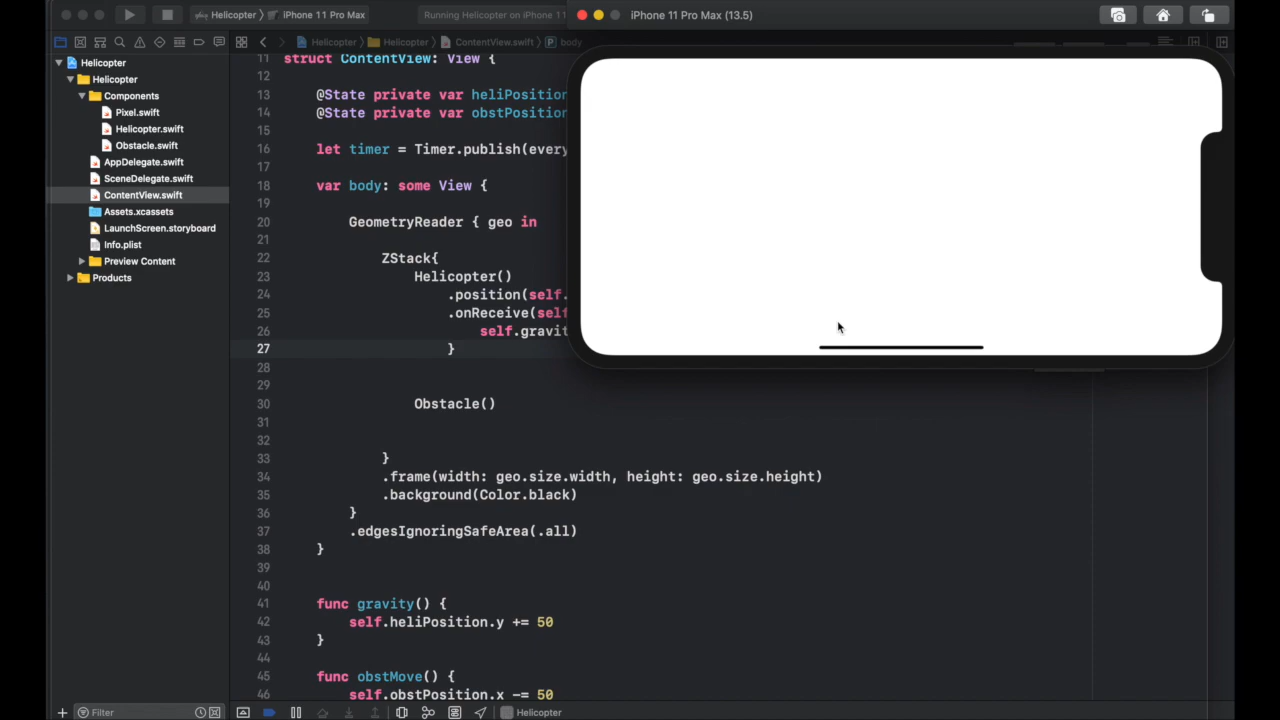 Helicopter
iPhone 11 Pro Max
Running Helicopter on iPhone 11
iPhone 11 Pro Max (13.5)
Helicopter
Helicopter
ContentView.swift
P
body
Helicopter
Helicopter
Components
Pixel.swift
Helicopter.swift
Obstacle.swift
AppDelegate.swift
SceneDelegate.swift
ContentView.swift
Assets.xcassets
LaunchScreen.storyboard
Info.plist
Preview Content
Products
11 struct ContentView: View {
12
13 @State private var heliPosition
14 @State private var obstPosition
15
16 let timer = Timer.publish(every
17
18 var body: some View {
19
20 GeometryReader { geo in
21
22 ZStack{
23 Helicopter()
24 .position(self.
25 .onReceive(self
26 self.gravit
27 }
28
29
30 Obstacle()
31
32
33 }
34 .frame(width: geo.size.width, height: geo.size.height)
35 .background(Color.black)
36 }
37 .edgesIgnoringSafeArea(.all)
38 }
39
40
41 func gravity() {
42 self.heliPosition.y += 50
43 }
44
45 func obstMove() {
46 self.obstPosition.x -= 50
Filter
Helicopter